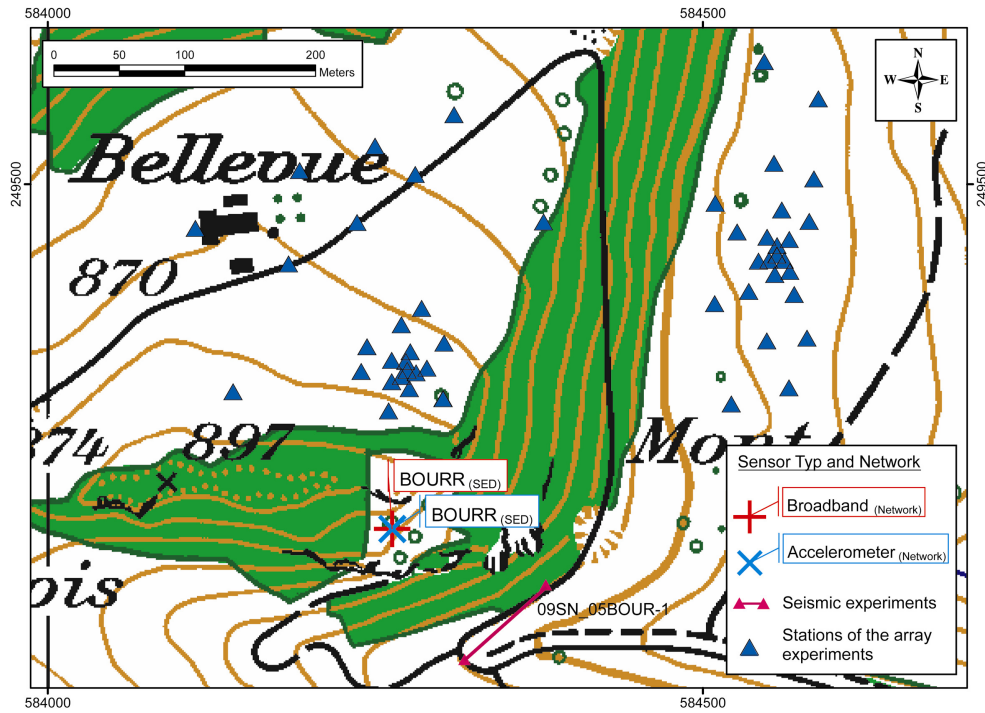 584000
584500
0
50
100
200
Meters
N
W
E
S
249500
249500
Bellevue
870
874
897
Mont
BOURR (SED)
BOURR (SED)
Sensor Typ and Network
Broadband (Network)
Accelerometer (Network)
Seismic experiments
Stations of the array
experiments
ois
09SN_05BOUR-1
584000
584500